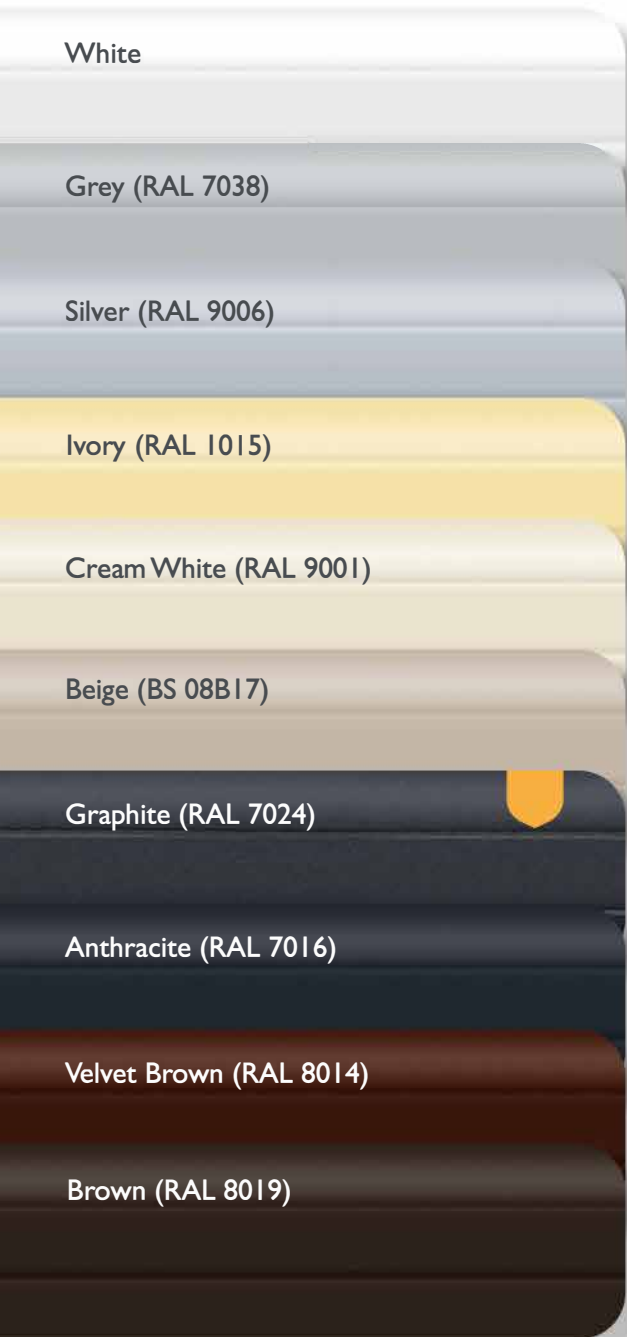 White
Grey (RAL 7038)
Silver (RAL 9006)
Ivory (RAL 1015)
Cream White (RAL 9001)
Beige (BS 08B17)
Graphite (RAL 7024)
Anthracite (RAL 7016)
Velvet Brown (RAL 8014)
Brown (RAL 8019)